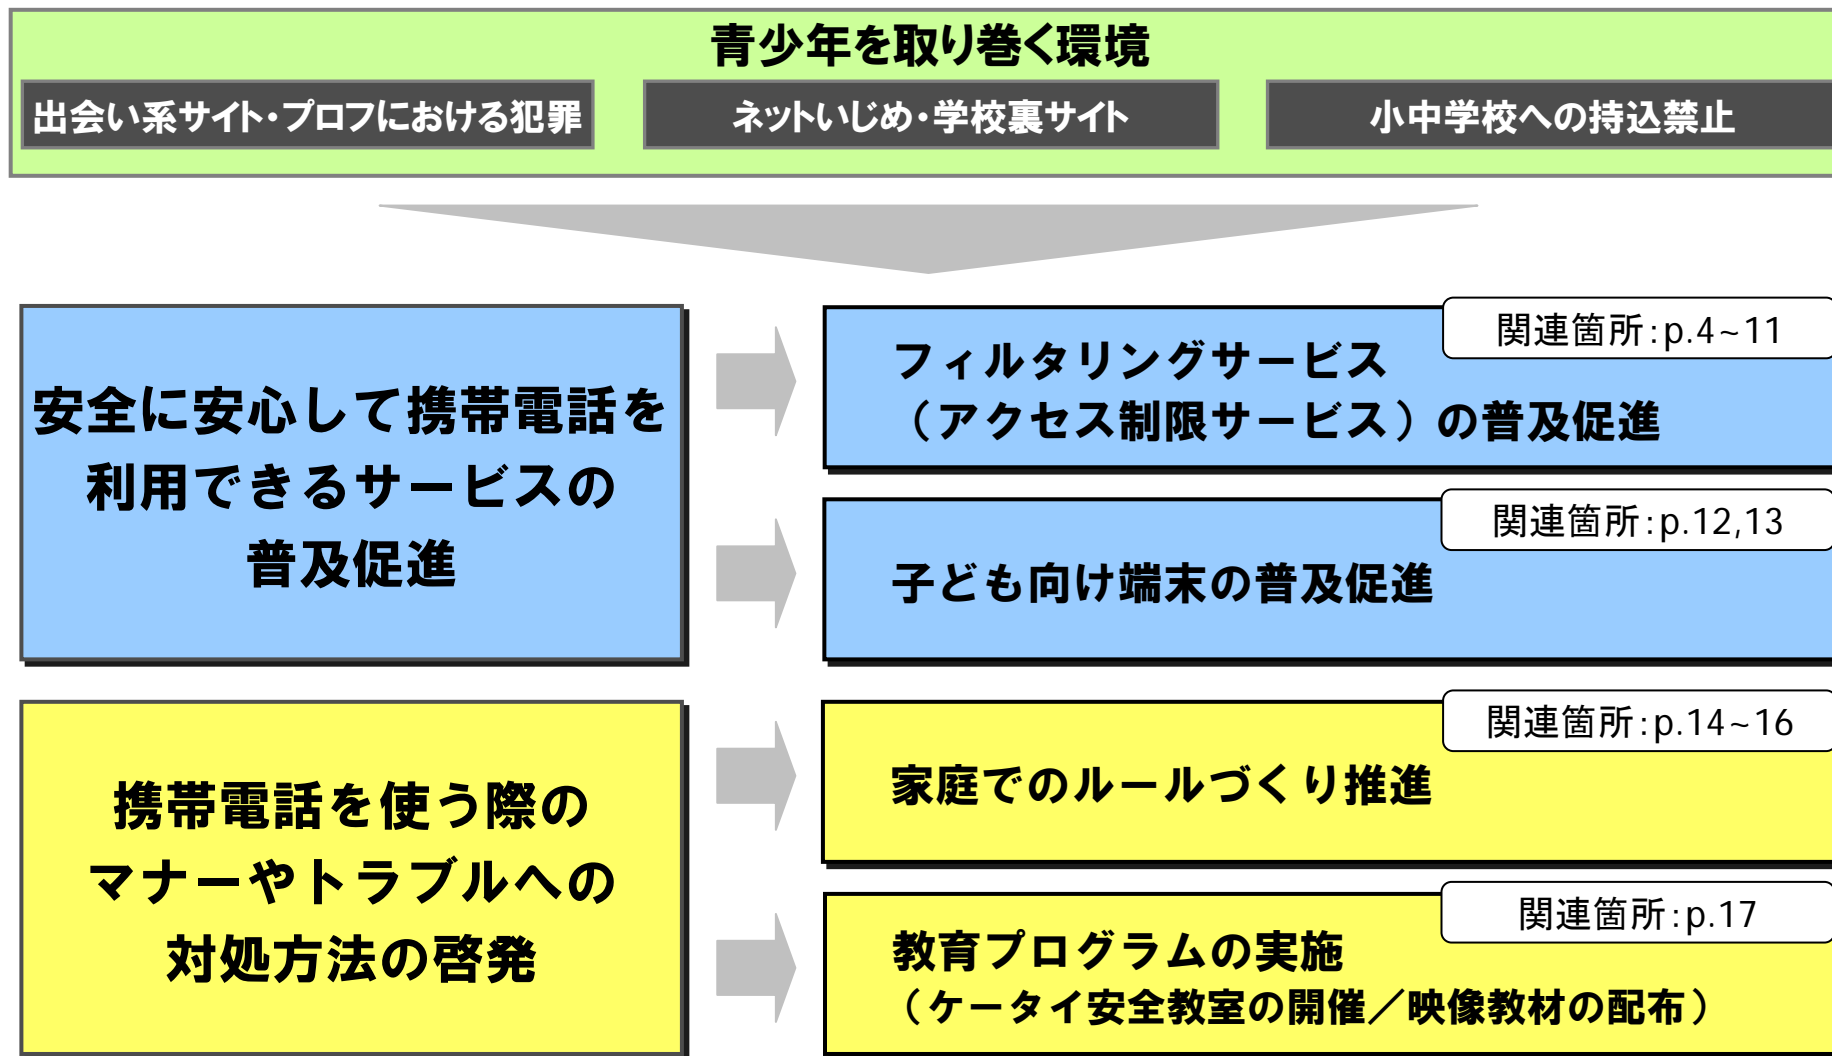 青少年を取り巻く環境
出会い系サイト・プロフにおける犯罪
ネットいじめ・学校裏サイト
小中学校への持込禁止
安全に安心して携帯電話を
利用できるサービスの
普及促進
関連箇所:p.4~11
フィルタリングサービス
（アクセス制限サービス）の普及促進
関連箇所:p.12,13
子ども向け端末の普及促進
携帯電話を使う際の
マナーやトラブルへの
対処方法の啓発
関連箇所:p.14~16
家庭でのルールづくり推進
関連箇所:p.17
教育プログラムの実施
（ケータイ安全教室の開催／映像教材の配布）